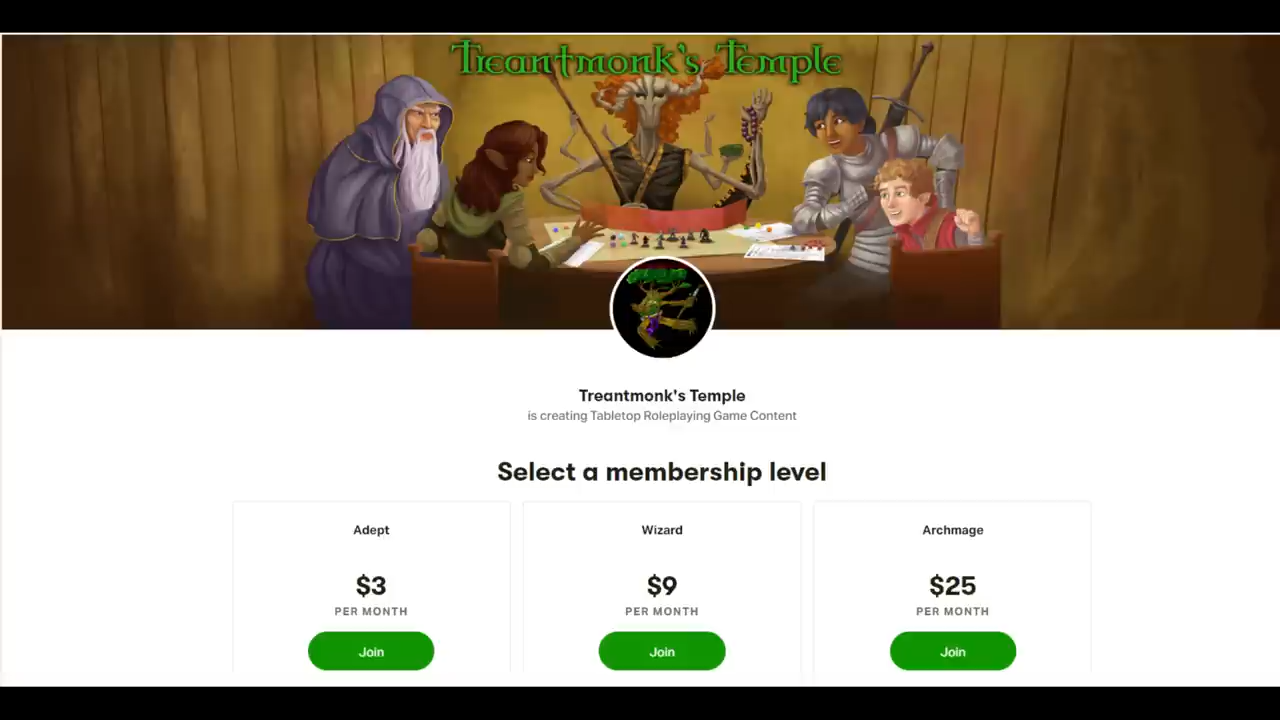 Treantmonk's Temple
Treantmonk's Temple
is creating Tabletop Roleplaying Game Content
Select a membership level
Adept
$3
PER MONTH
Join
Wizard
$9
PER MONTH
Join
Archmage
$25
PER MONTH
Join